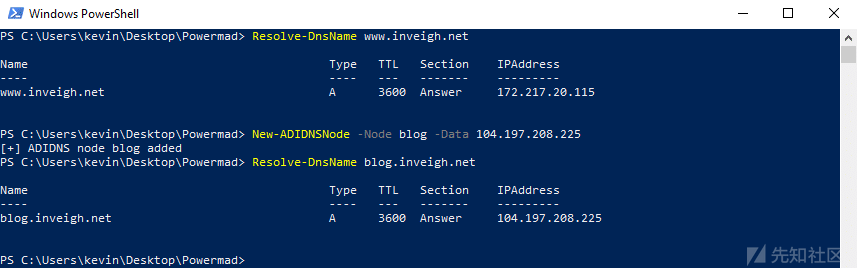 Windows PowerShell
PS C:\Users\kevin\Desktop\Powermad> Resolve-DnsName www.inveigh.net
Name Type TTL Section IPAddress
---- ---- --- ------- ---------
www.inveigh.net A 3600 Answer 172.217.20.115
PS C:\Users\kevin\Desktop\Powermad> New-ADIDNSNode -Node blog -Data 104.197.208.225
[+] ADIDNS node blog added
PS C:\Users\kevin\Desktop\Powermad> Resolve-DnsName blog.inveigh.net
Name Type TTL Section IPAddress
---- ---- --- ------- ---------
blog.inveigh.net A 3600 Answer 104.197.208.225
PS C:\Users\kevin\Desktop\Powermad>
先知社区